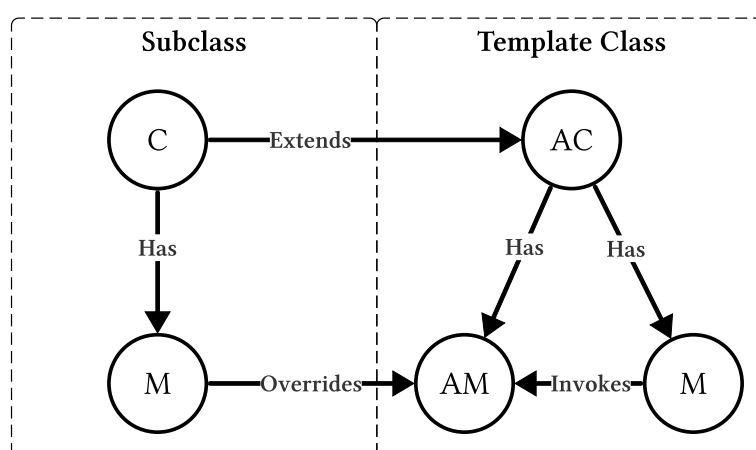 Subclass
Template Class
C
Extends
AC
Has
Has
Has
M
Overrides
AM
Invokes
M